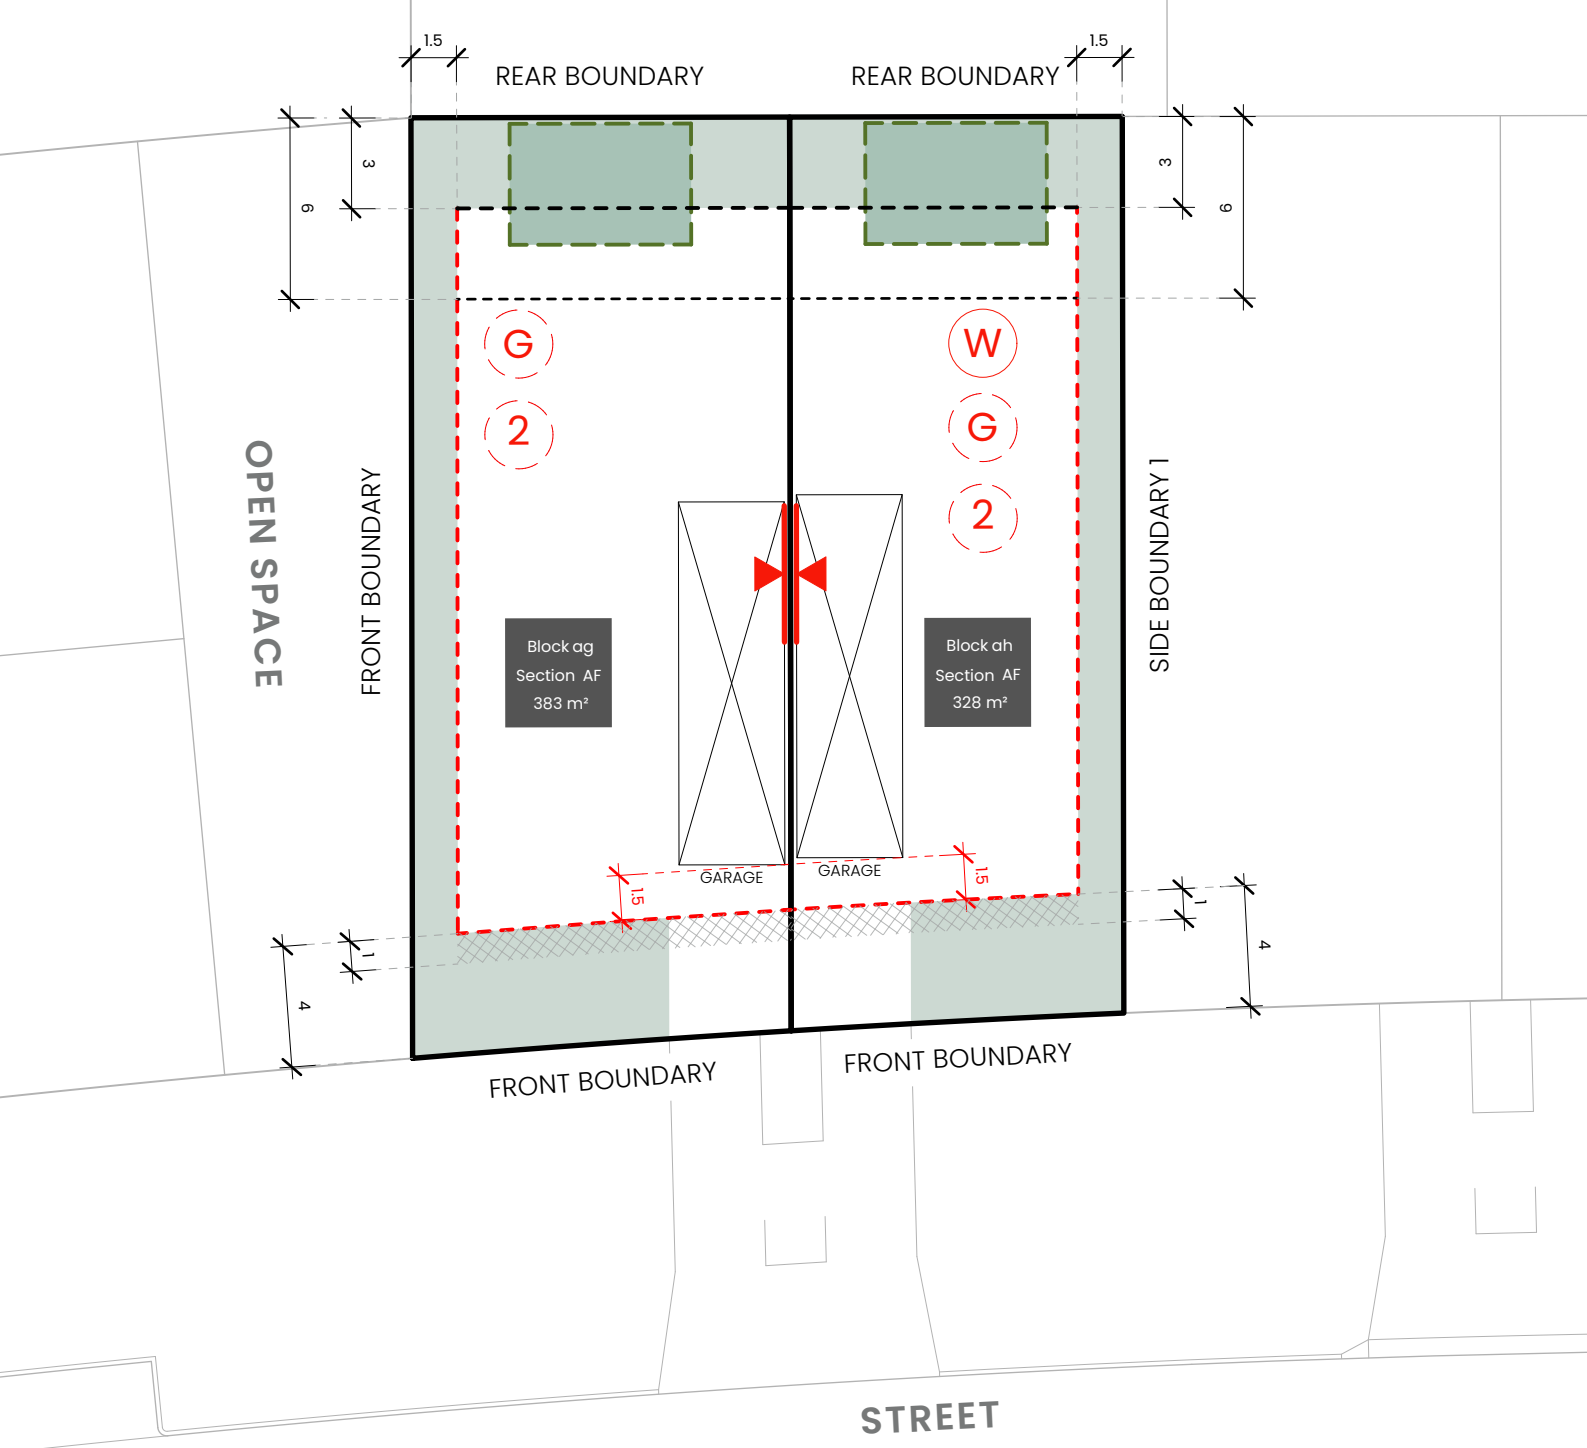 1.5
1.5
REAR BOUNDARY
REAR BOUNDARY
3
6
3
6
G
2
W
G
2
OPEN SPACE
FRONT BOUNDARY
SIDE BOUNDARY 1
Block ag
Section AF
383 m²
Block ah
Section AF
328 m²
GARAGE
GARAGE
1.5
1.5
1
4
1
4
FRONT BOUNDARY
FRONT BOUNDARY
STREET